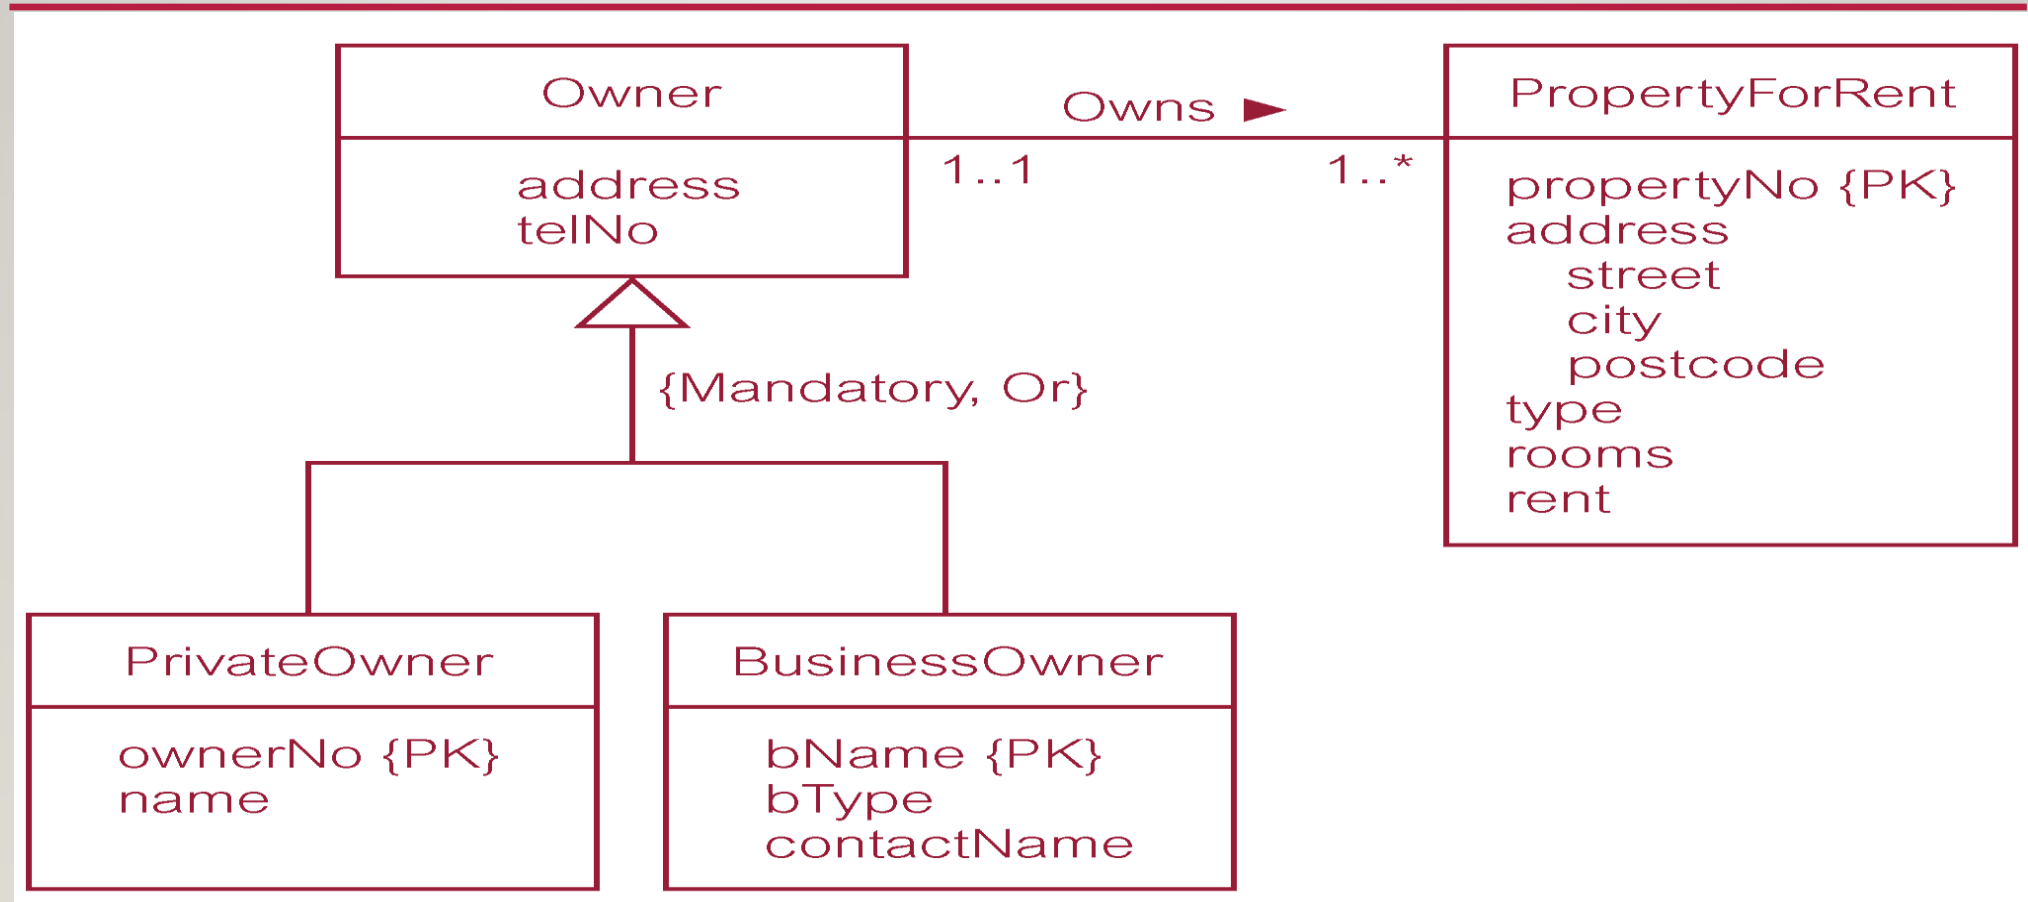 Owner
address
telNo
Owns ►
1..1
1..*
PropertyForRent
propertyNo {PK}
address
street
city
postcode
type
rooms
rent
{Mandatory, Or}
PrivateOwner
ownerNo {PK}
name
BusinessOwner
bName {PK}
bType
contactName